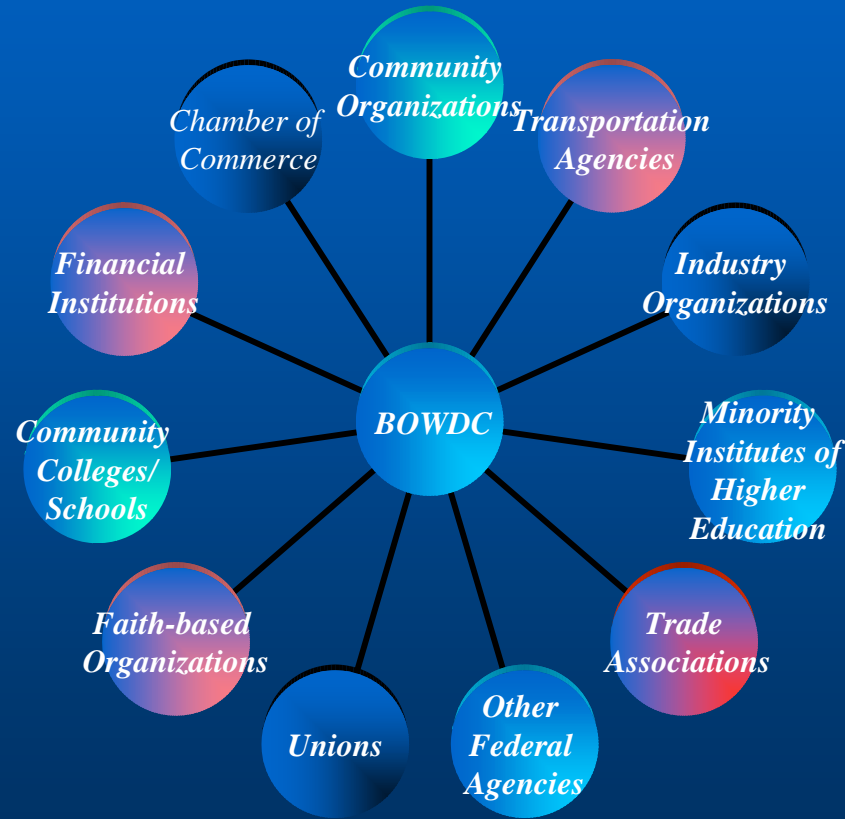 Community
Organizations
Transportation
Agencies
Industry
Organizations
Minority
Institutes of
Higher
Education
Trade
Associations
Other
Federal
Agencies
Unions
Faith-based
Organizations
Community
Colleges/
Schools
Financial
Institutions
Chamber of
Commerce
BOWDC